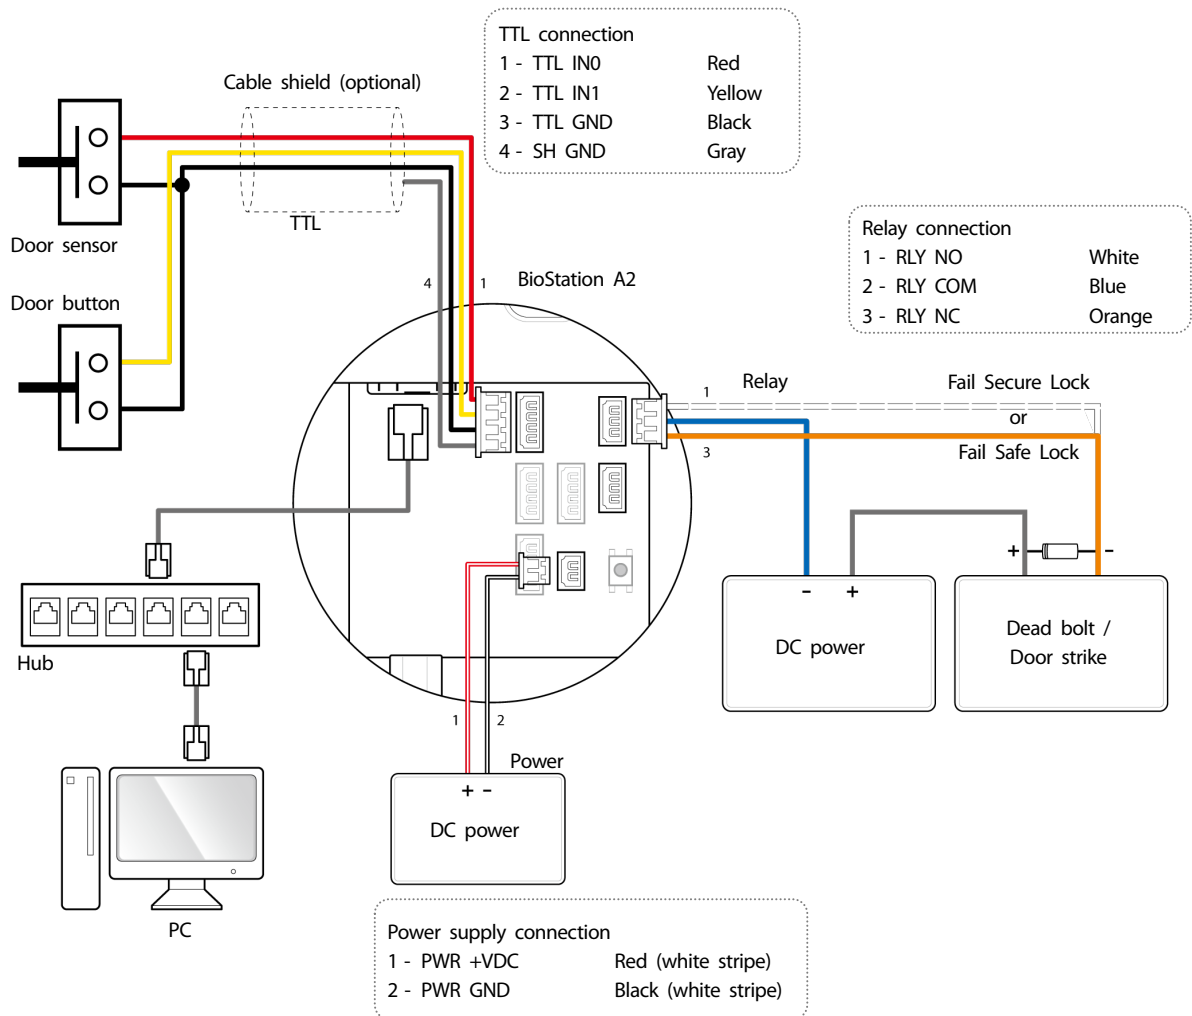 TTL connection
1 - TTL IN0 Red
2 - TTL IN1 Yellow
3 - TTL GND Black
4 - SH GND Gray
Cable shield (optional)
TTL
Door sensor
Door button
4
1
BioStation A2
Relay connection
1 - RLY NO White
2 - RLY COM Blue
3 - RLY NC Orange
1
Relay
Fail Secure Lock
or
3
Fail Safe Lock
+
-
- +
DC power
Dead bolt /
Door strike
Hub
1
2
Power
+ -
DC power
PC
Power supply connection
1 - PWR +VDC Red (white stripe)
2 - PWR GND Black (white stripe)